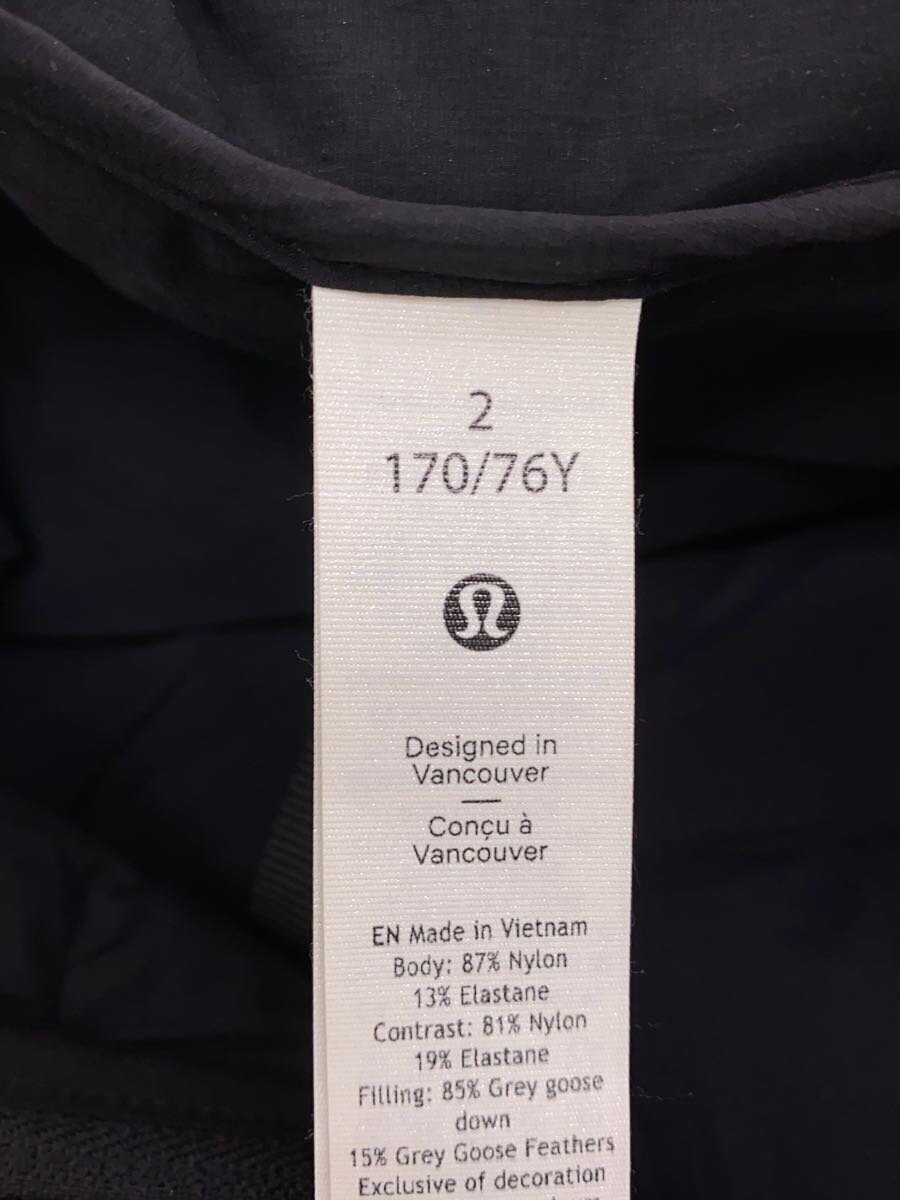 2
170/76Y
Designed in
Vancouver
Conçu à
Vancouver
EN Made in Vietnam
Body: 87% Nylon
13% Elastane
Contrast: 81% Nylon
19% Elastane
Filling: 85% Grey goose
down
15% Grey Goose Feathers
Exclusive of decoration